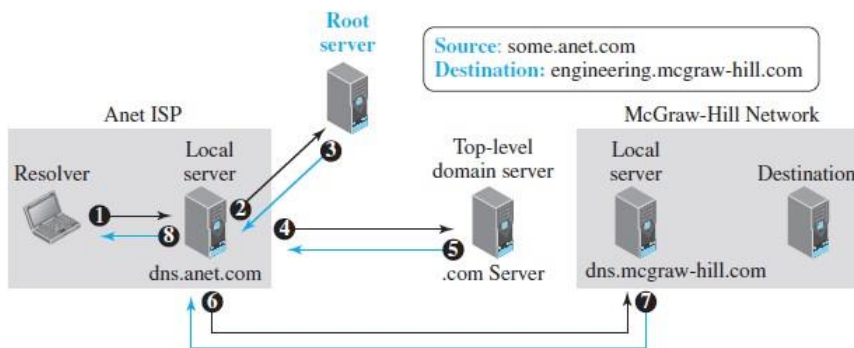 Root
server
Source: some.anet.com
Destination: engineering.mcgraw-hill.com
Anet ISP
McGraw-Hill Network
Resolver
Local
server
Top-level
domain server
Local
server
Destination
1
2
3
4
5
8
dns.anet.com
.com Server
dns.mcgraw-hill.com
6
7